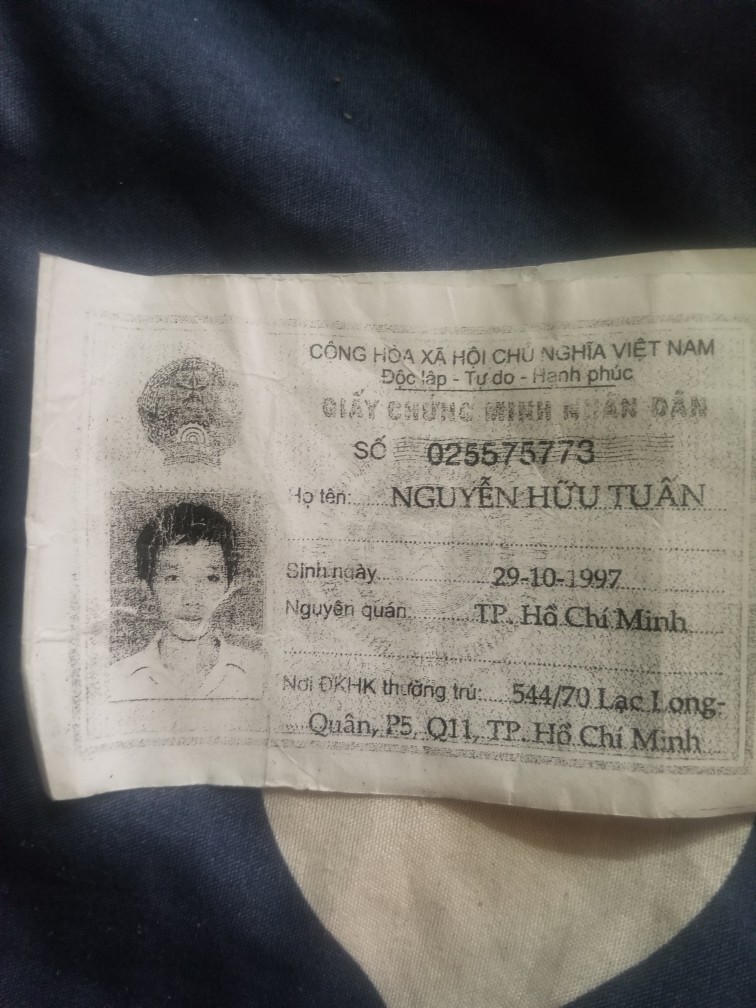 CỘNG HÒA XÃ HỘI CHỦ NGHĨA VIỆT NAM
Độc lập - Tự do - Hạnh phúc
GIẤY CHỨNG MINH NHÂN DÂN
SỐ 025575773
Họ tên: NGUYỄN HỮU TUẤN
Sinh ngày 29-10-1997
Nguyên quán TP. Hồ Chí Minh
Nơi ĐKHK thường trú: 544/70 Lạc Long-
Quân, P5, Q11, TP. Hồ Chí Minh